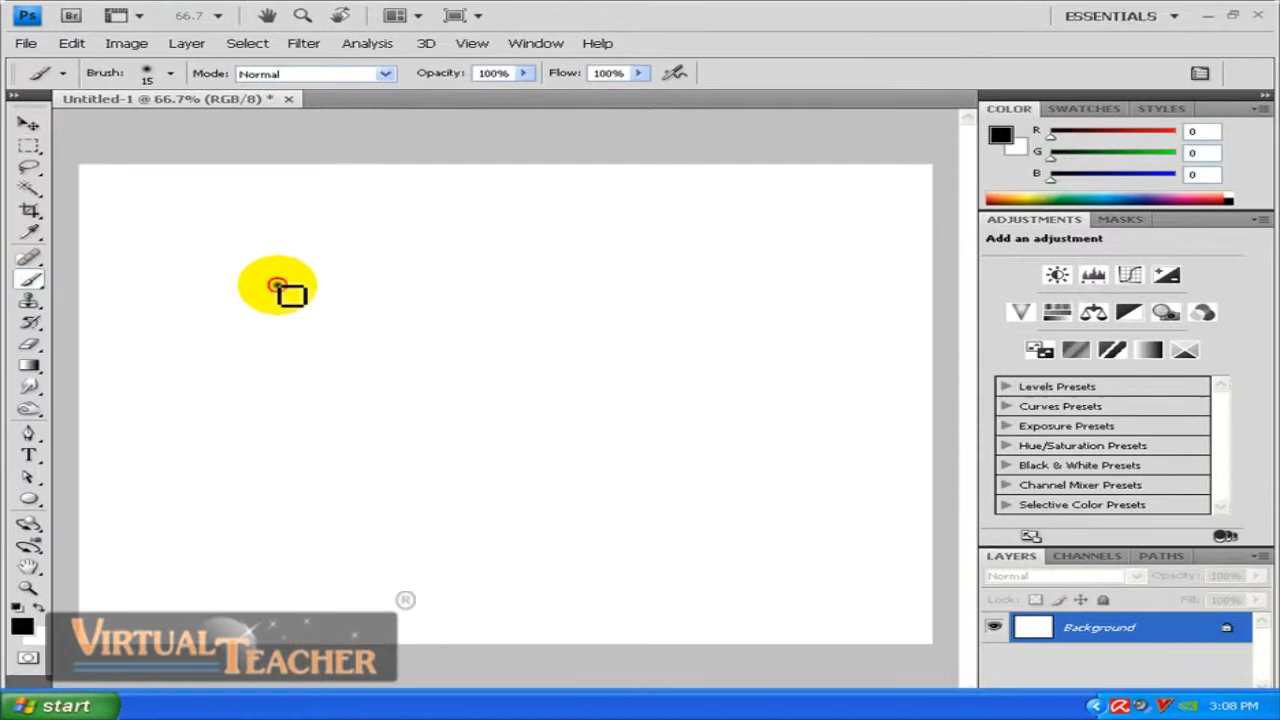 Ps Br 66.7 ESSENTIALS
File Edit Image Layer Select Filter Analysis 3D View Window Help
Brush: 15 Mode: Normal Opacity: 100% Flow: 100%
Untitled-1 @ 66.7% (RGB/8) *
COLOR SWATCHES STYLES
R 0
G 0
B 0
ADJUSTMENTS MASKS
Add an adjustment
Levels Presets
Curves Presets
Exposure Presets
Hue/Saturation Presets
Black & White Presets
Channel Mixer Presets
Selective Color Presets
LAYERS CHANNELS PATHS
Normal Opacity: 100%
Lock: Fill: 100%
Background
T
®
VIRTUAL TEACHER
start 3:08 PM